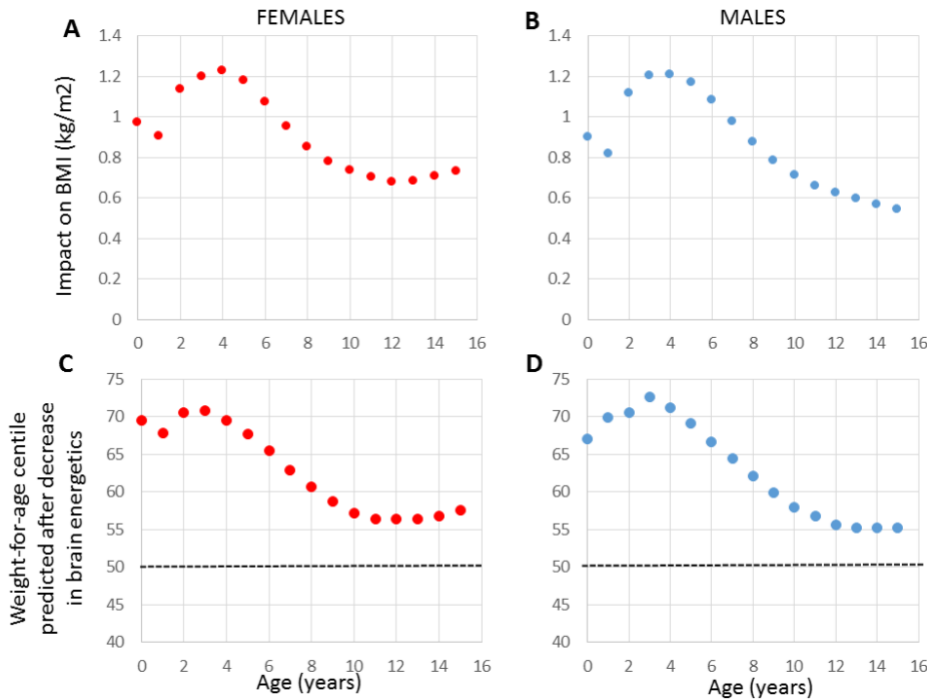 FEMALES
MALES
A
B
Impact on BMI (kg/m2)
1.4
1.2
1
0.8
0.6
0.4
0.2
0
0 2 4 6 8 10 12 14 16
1.4
1.2
1
0.8
0.6
0.4
0.2
0
0 2 4 6 8 10 12 14 16
C
D
Weight-for-age centile
predicted after decrease
in brain energetics
75
70
65
60
55
50
45
40
0 2 4 6 8 10 12 14 16
Age (years)
75
70
65
60
55
50
45
40
0 2 4 6 8 10 12 14 16
Age (years)